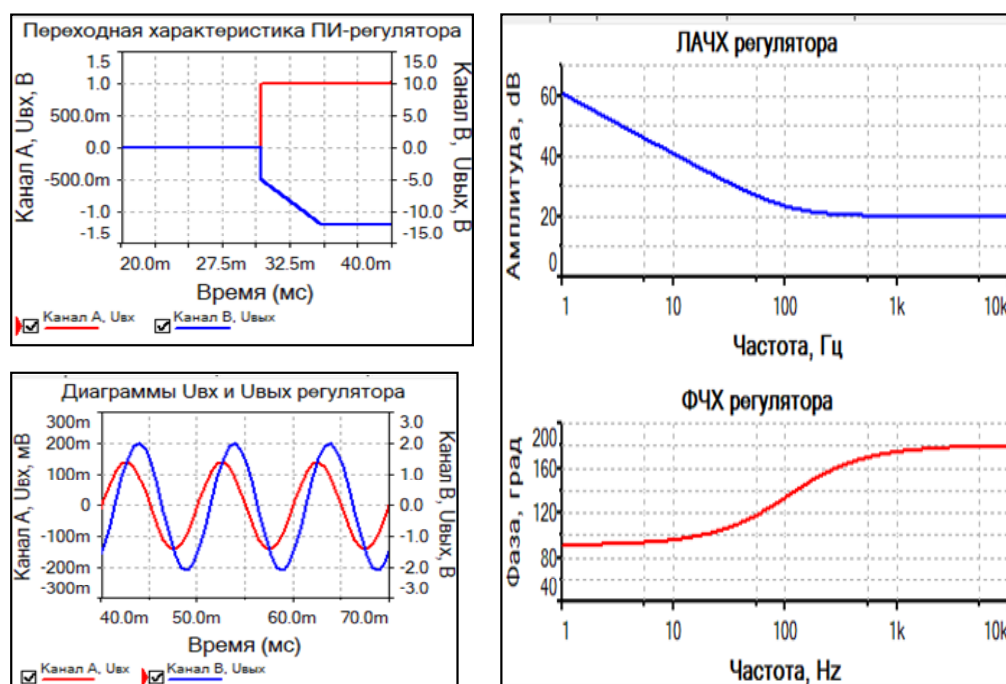 Переходная характеристика ПИ-регулятора
Канал А, Uвх, В
1.5
1.0
500.0m
0.0
-500.0m
-1.0
-1.5
15.0
10.0
5.0
0.0
-5.0
-10.0
-15.0
Канал В, Uвых, В
20.0m 27.5m 32.5m 40.0m
Время (мс)
Канал А, Uвх Канал В, Uвых
Диаграммы Uвх и Uвых регулятора
Канал А, Uвх, мВ
300m
200m
100m
0
-100m
-200m
-300m
3.0
2.0
1.0
0.0
-1.0
-2.0
-3.0
Канал В, Uвых, В
40.0m 50.0m 60.0m 70.0m
Время (мс)
Канал А, Uвх Канал В, Uвых
ЛАЧХ регулятора
Амплитуда, dB
60
40
20
0
1 10 100 1k 10k
Частота, Гц
ФЧХ регулятора
Фаза, град
200
160
120
80
40
1 10 100 1k 10k
Частота, Hz